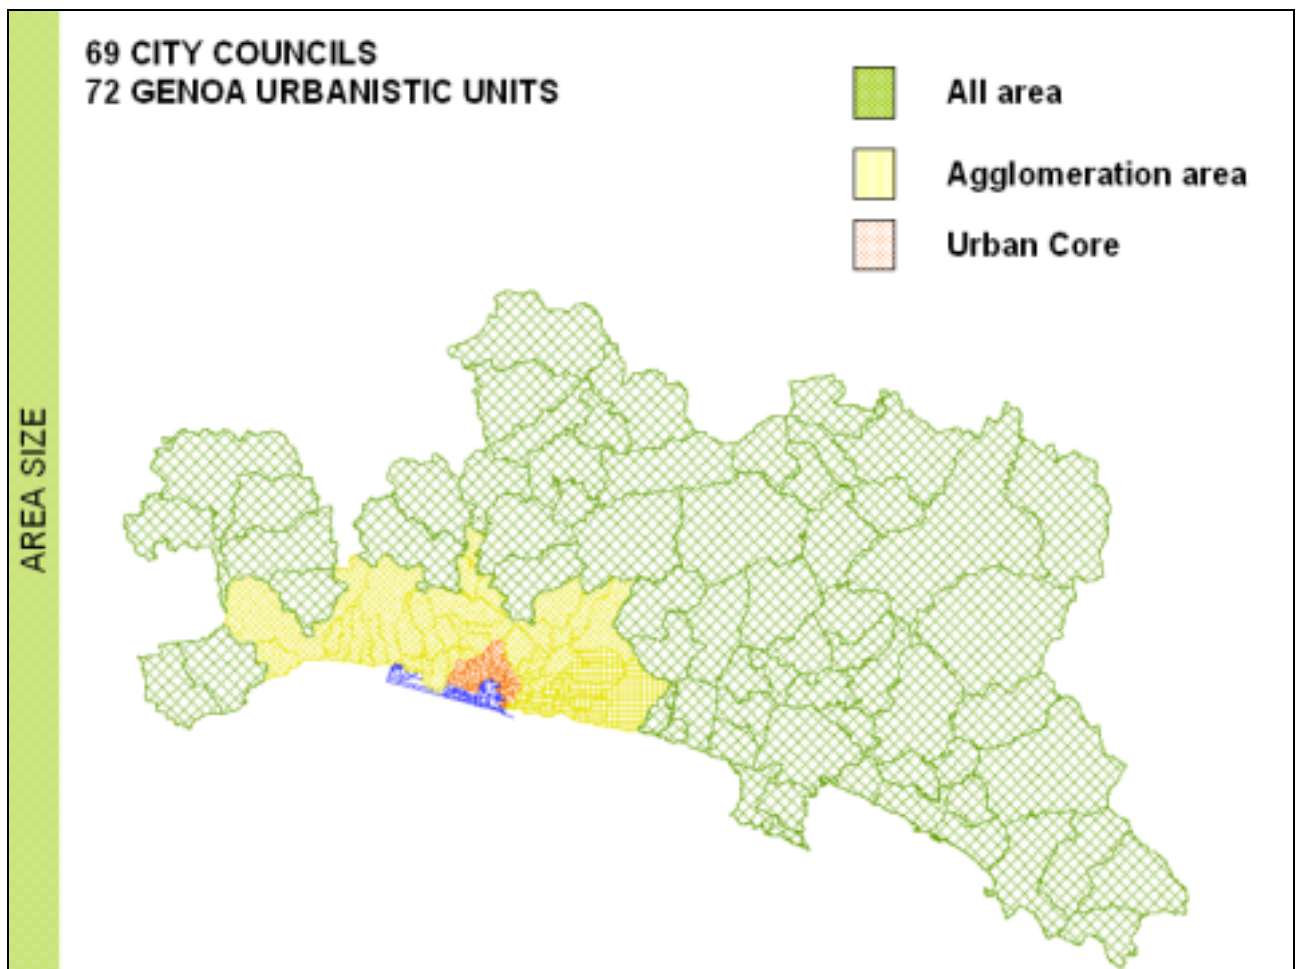 69 CITY COUNCILS
72 GENOA URBANISTIC UNITS
All area
Agglomeration area
Urban Core
AREA SIZE